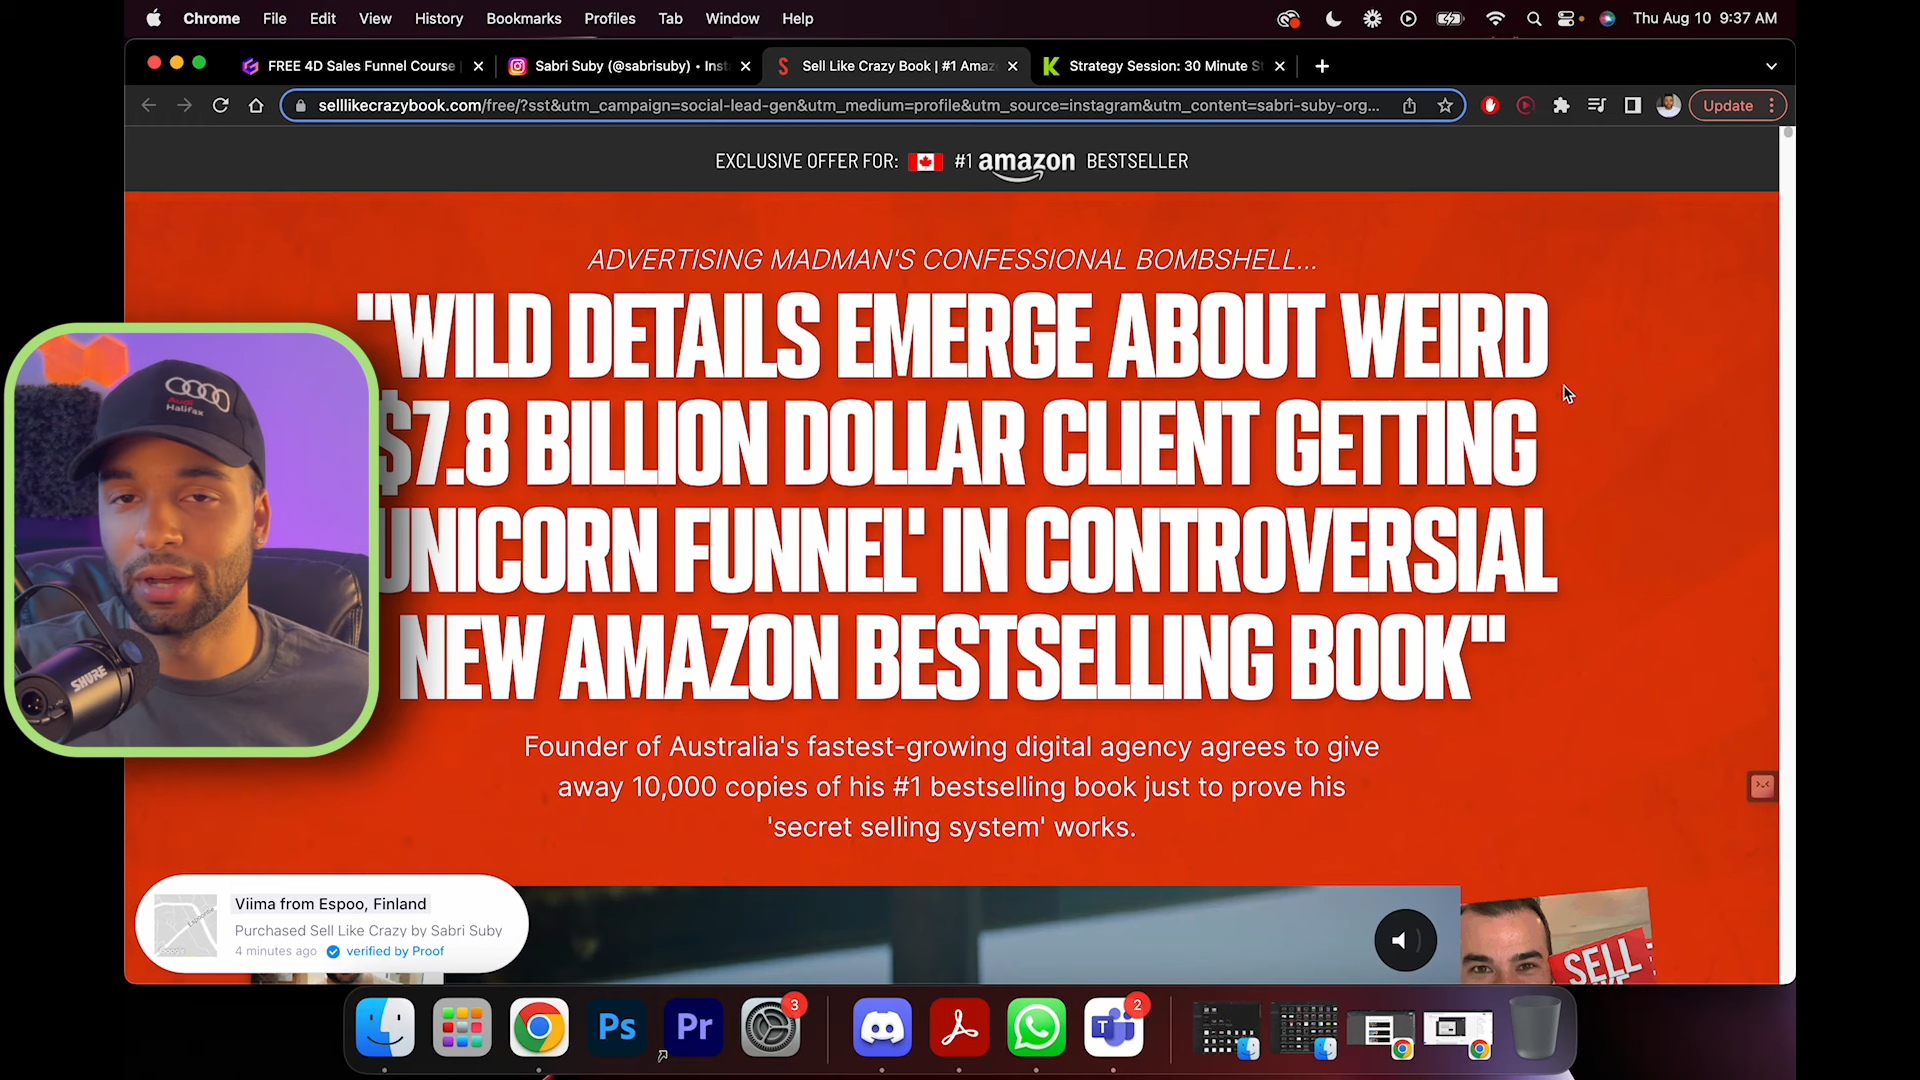 Chrome File Edit View History Bookmarks Profiles Tab Window Help Thu Aug 10 9:37 AM
FREE 4D Sales Funnel Course
Sabri Suby (@sabrisuby) • Inst
Sell Like Crazy Book | #1 Amaz
Strategy Session: 30 Minute S
selllikecrazybook.com/free/?sst&utm_campaign=social-lead-gen&utm_medium=profile&utm_source=instagram&utm_content=sabri-suby-org...
Update
EXCLUSIVE OFFER FOR: #1 amazon BESTSELLER
ADVERTISING MADMAN'S CONFESSIONAL BOMBSHELL...
"WILD DETAILS EMERGE ABOUT WEIRD
$7.8 BILLION DOLLAR CLIENT GETTING
UNICORN FUNNEL' IN CONTROVERSIAL
NEW AMAZON BESTSELLING BOOK"
Founder of Australia's fastest-growing digital agency agrees to give
away 10,000 copies of his #1 bestselling book just to prove his
'secret selling system' works.
Audi
Halifax
SHURE
Viima from Espoo, Finland
Purchased Sell Like Crazy by Sabri Suby
4 minutes ago verified by Proof
SELL
Ps
Pr
3
T
2